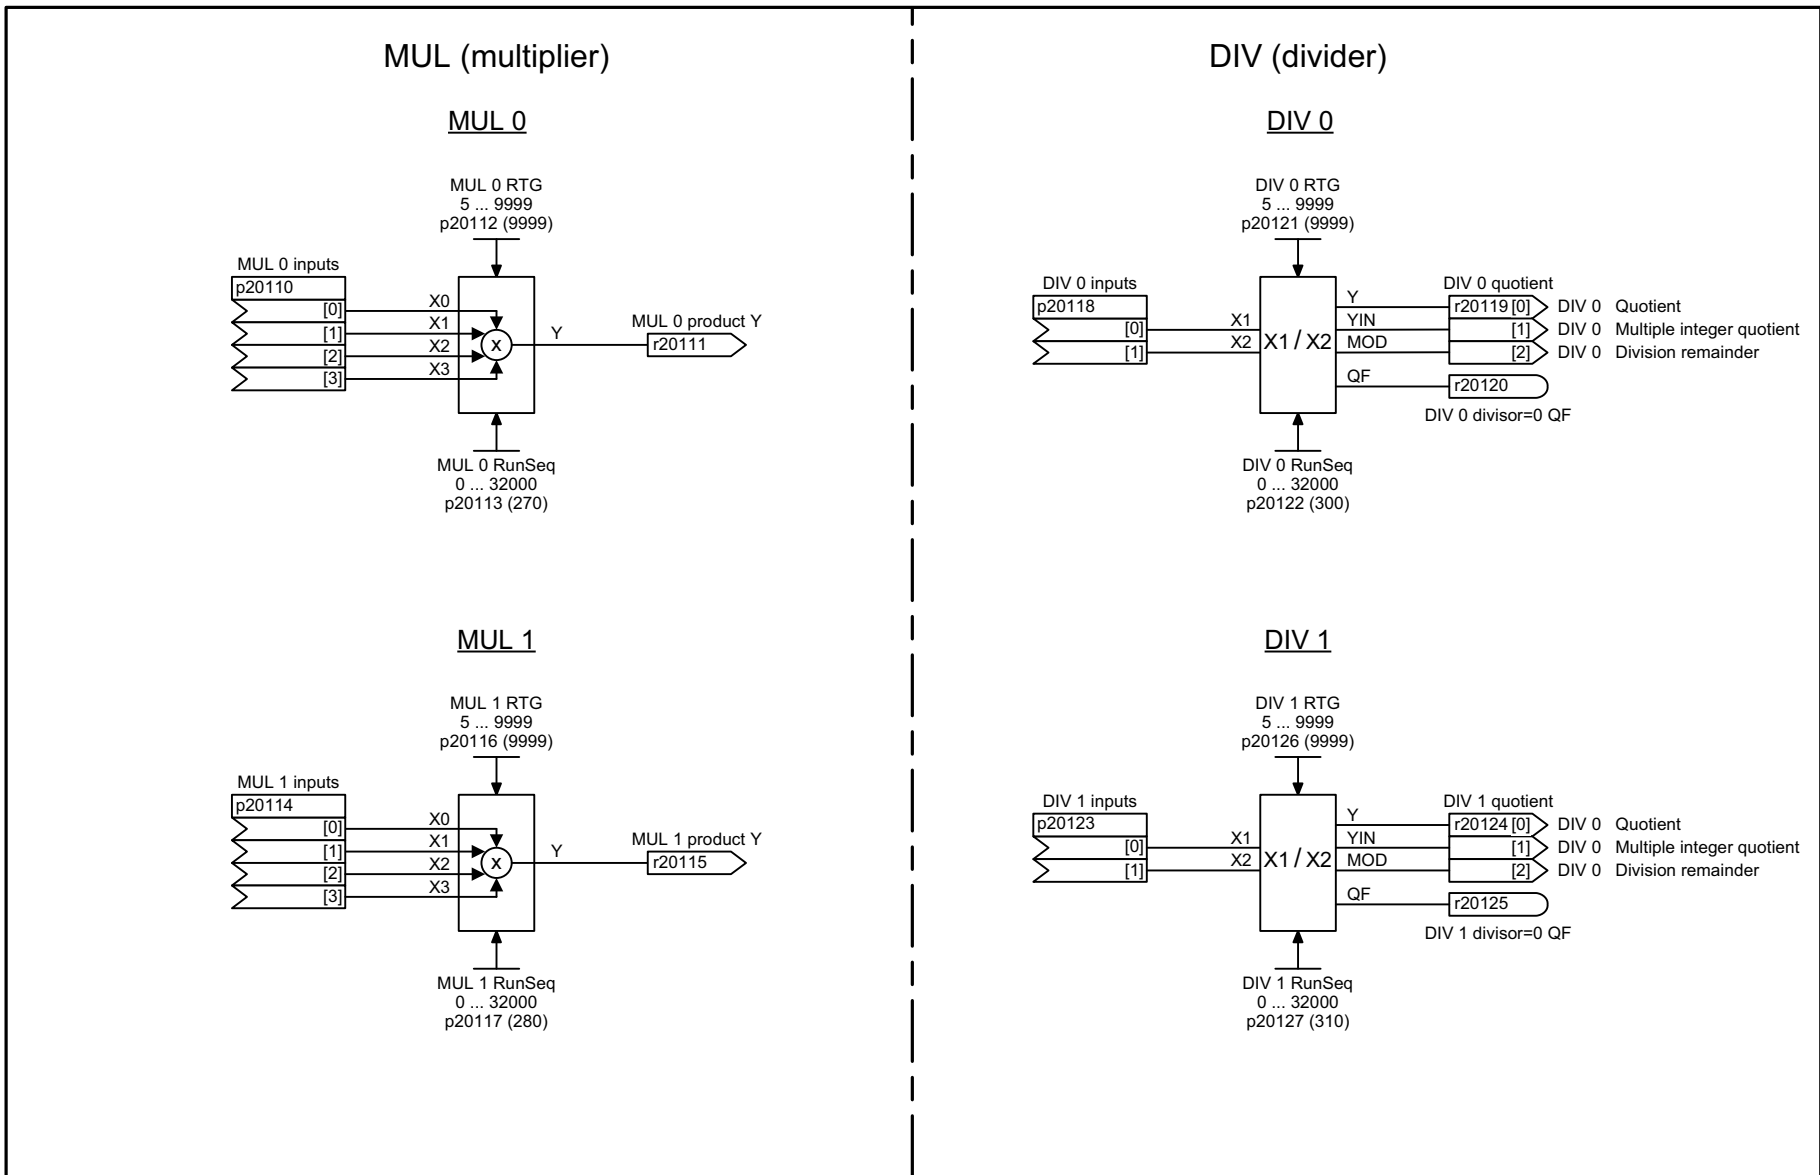 MUL (multiplier)
MUL 0
MUL 0 RTG
5 ... 9999
p20112 (9999)
MUL 0 inputs
p20110
[0]
[1]
[2]
[3]
X0
X1
X2
X3
x
Y
MUL 0 product Y
r20111
MUL 0 RunSeq
0 ... 32000
p20113 (270)
MUL 1
MUL 1 RTG
5 ... 9999
p20116 (9999)
MUL 1 inputs
p20114
[0]
[1]
[2]
[3]
X0
X1
X2
X3
x
Y
MUL 1 product Y
r20115
MUL 1 RunSeq
0 ... 32000
p20117 (280)
DIV (divider)
DIV 0
DIV 0 RTG
5 ... 9999
p20121 (9999)
DIV 0 inputs
p20118
[0]
[1]
X1
X2
X1 / X2
Y
YIN
MOD
QF
DIV 0 quotient
r20119 [0] DIV 0 Quotient
[1] DIV 0 Multiple integer quotient
[2] DIV 0 Division remainder
r20120
DIV 0 divisor=0 QF
DIV 0 RunSeq
0 ... 32000
p20122 (300)
DIV 1
DIV 1 RTG
5 ... 9999
p20126 (9999)
DIV 1 inputs
p20123
[0]
[1]
X1
X2
X1 / X2
Y
YIN
MOD
QF
DIV 1 quotient
r20124 [0] DIV 0 Quotient
[1] DIV 0 Multiple integer quotient
[2] DIV 0 Division remainder
r20125
DIV 1 divisor=0 QF
DIV 1 RunSeq
0 ... 32000
p20127 (310)